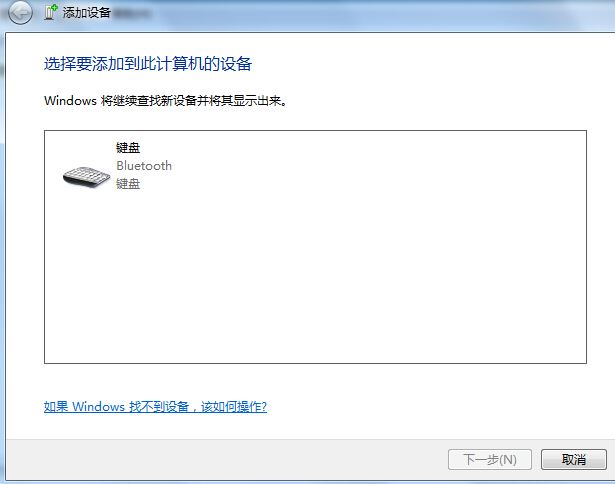 添加设备
选择要添加到此计算机的设备
Windows 将继续查找新设备并将其显示出来。
键盘
Bluetooth
键盘
如果 Windows 找不到设备，该如何操作?
下一步(N)
取消